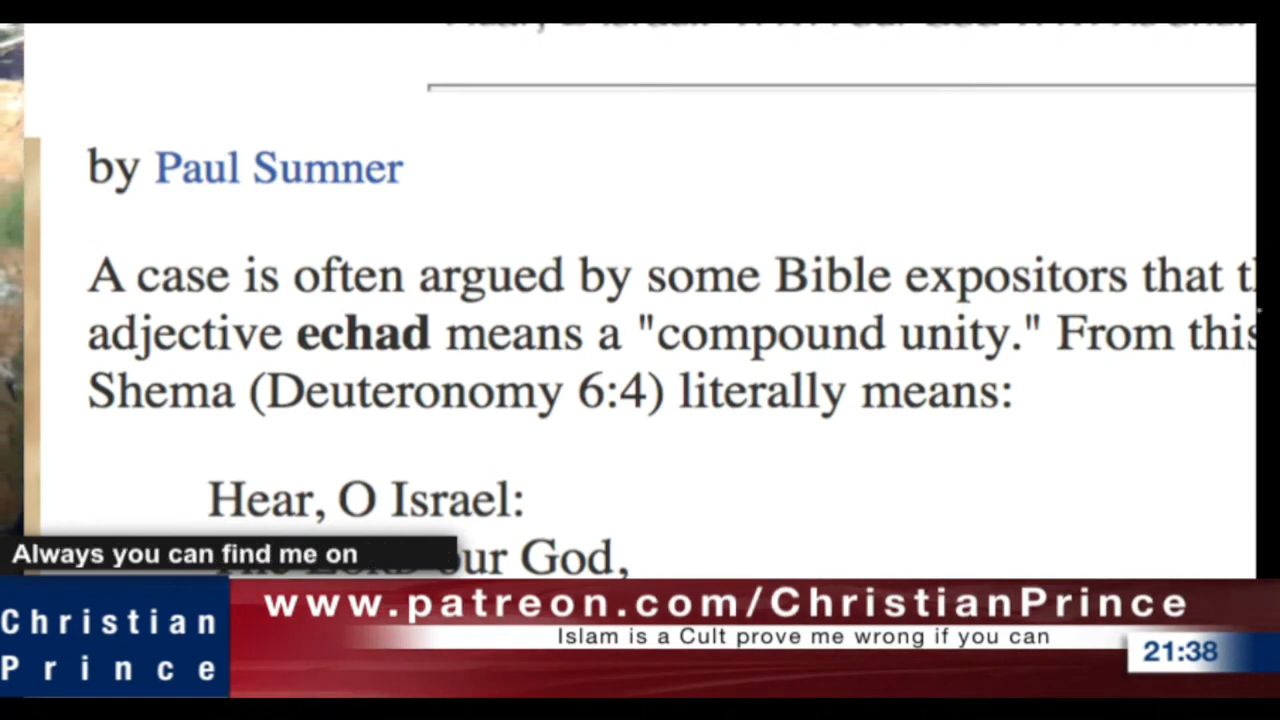 by Paul Sumner
A case is often argued by some Bible expositors that
adjective echad means a "compound unity." From this
Shema (Deuteronomy 6:4) literally means:
Hear, O Israel:
our God,
Always you can find me on
Christian
Prince
www.patreon.com/ChristianPrince
Islam is a Cult prove me wrong if you can
21:38